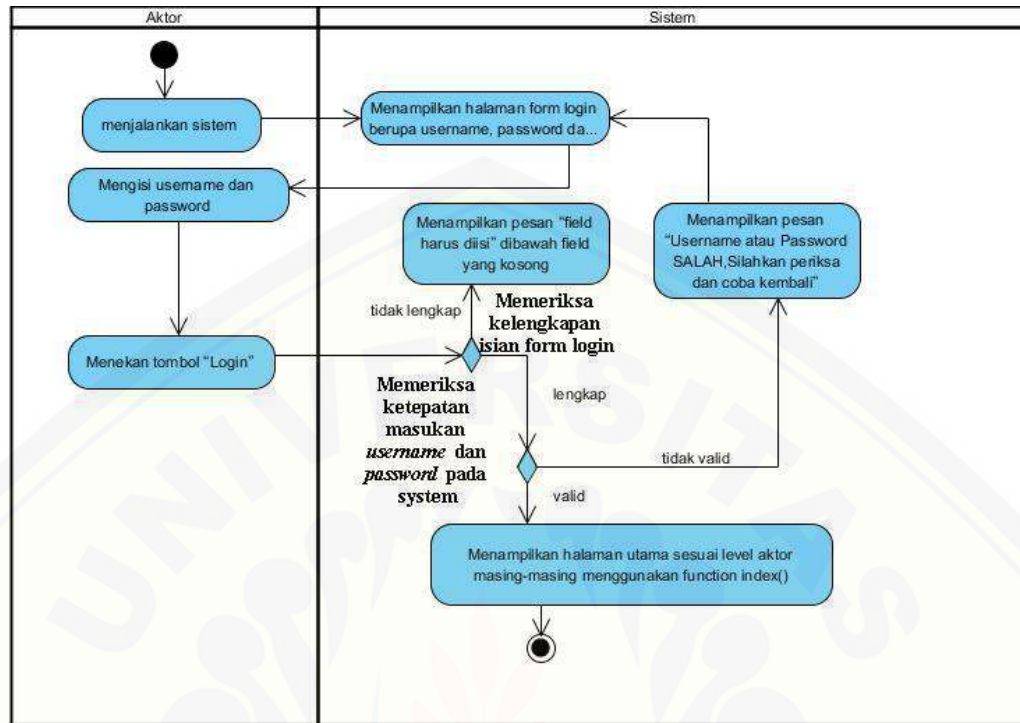 Aktor
Sistem
menjalankan sistem
Menampilkan halaman form login
berupa username, password da...
Mengisi username dan
password
Menampilkan pesan “field
harus diisi” dibawah field
yang kosong
Menampilkan pesan
“Username atau Password
SALAH,Silahkan periksa
dan coba kembali”
tidak lengkap
Memeriksa
kelengkapan
isian form login
Menekan tombol “Login”
Memeriksa
ketepatan
masukan
username dan
password pada
system
lengkap
tidak valid
valid
Menampilkan halaman utama sesuai level aktor
masing-masing menggunakan function index()
UNIVERSITAS